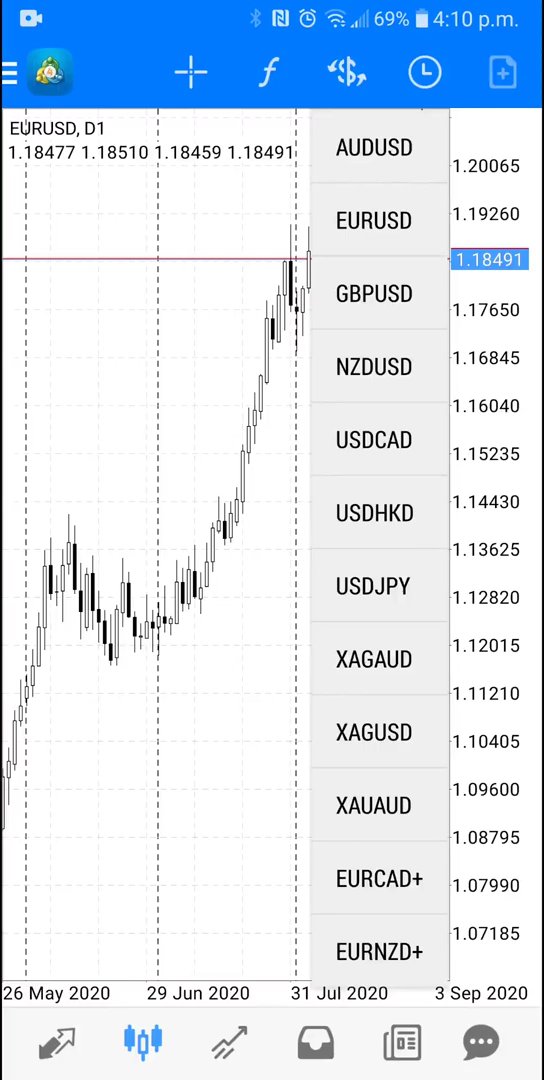 69% 4:10 p.m.
f
EURUSD, D1
1.18477 1.18510 1.18459 1.18491
AUDUSD
EURUSD
GBPUSD
NZDUSD
USDCAD
USDHKD
USDJPY
XAGAUD
XAGUSD
XAUAUD
EURCAD+
EURNZD+
1.20065
1.19260
1.18491
1.17650
1.16845
1.16040
1.15235
1.14430
1.13625
1.12820
1.12015
1.11210
1.10405
1.09600
1.08795
1.07990
1.07185
26 May 2020 29 Jun 2020 31 Jul 2020 3 Sep 2020